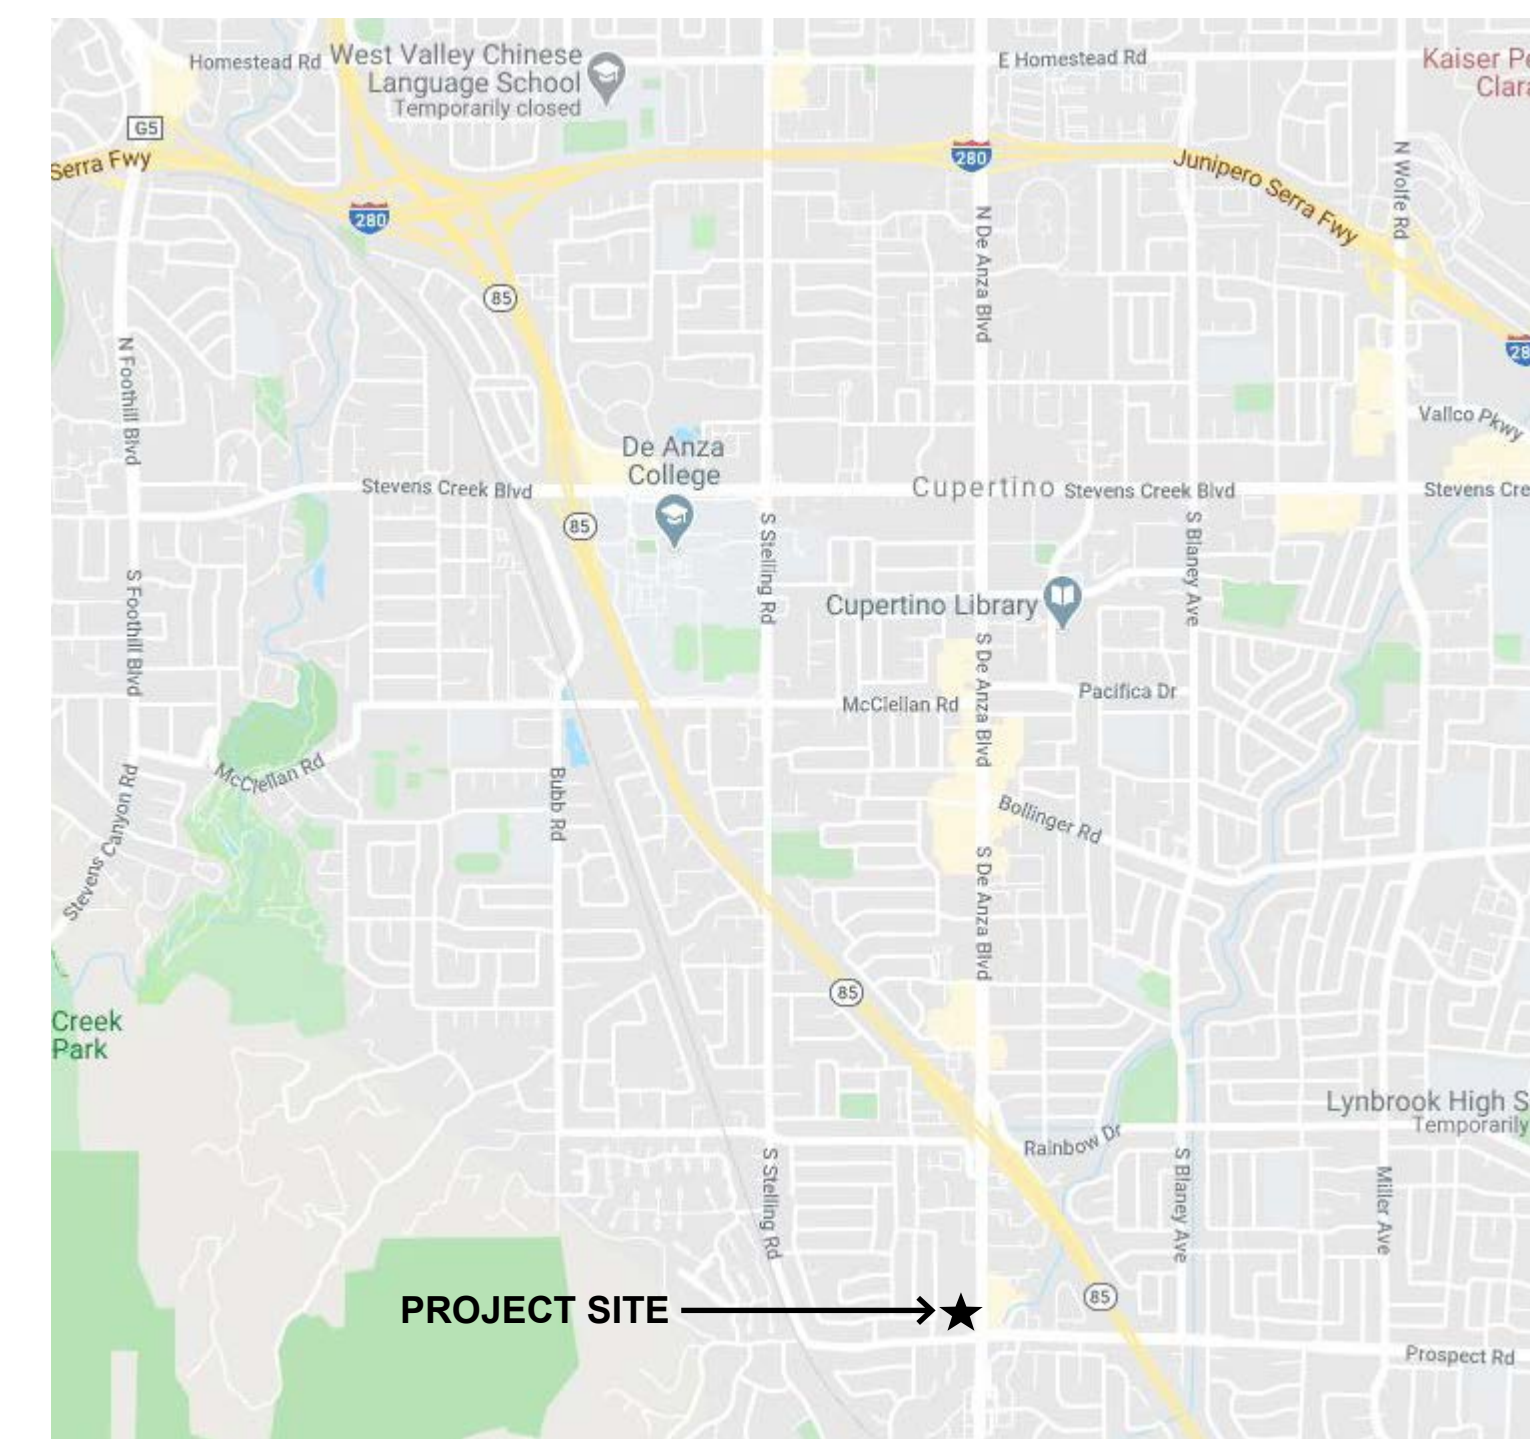 Homestead Rd
West Valley Chinese
Language School
Temporarily closed
E Homestead Rd
Kaiser Pe
Clara
G5
Serra Fwy
280
280
Junipero Serra Fwy
N Wolfe Rd
N De Anza Blvd
85
28
N Foothill Blvd
Vallco Pkwy
De Anza
College
Stevens Creek Blvd
Cupertino
Stevens Creek Blvd
Stevens Cre
85
S Stelling Rd
S Blaney Ave
S Foothill Blvd
Cupertino Library
S De Anza Blvd
McClellan Rd
Pacifica Dr
McClellan Rd
Stevens Canyon Rd
Bubb Rd
Bollinger Rd
S De Anza Blvd
85
Creek
Park
Lynbrook High S
Temporarily
Rainbow Dr
S Stelling Rd
S Blaney Ave
Miller Ave
PROJECT SITE
85
Prospect Rd